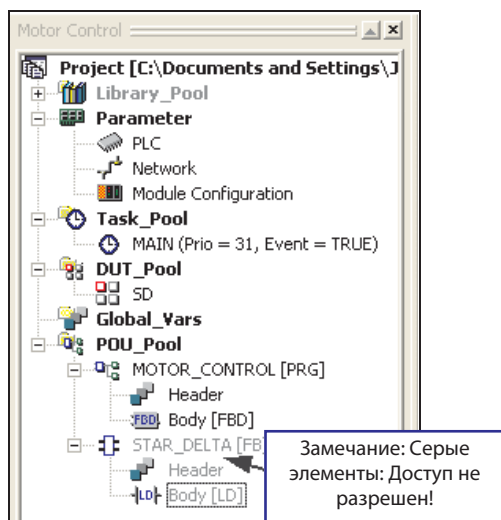 Motor Control
Project [C:\Documents and Settings\J
Library_Pool
Parameter
PLC
Network
Module Configuration
Task_Pool
MAIN (Prio = 31, Event = TRUE)
DUT_Pool
SD
Global_Vars
POU_Pool
MOTOR_CONTROL [PRG]
Header
FBD Body [FBD]
STAR_DELTA [FB]
Header
LD Body [LD]
Замечание: Серые
элементы: Доступ не
разрешен!